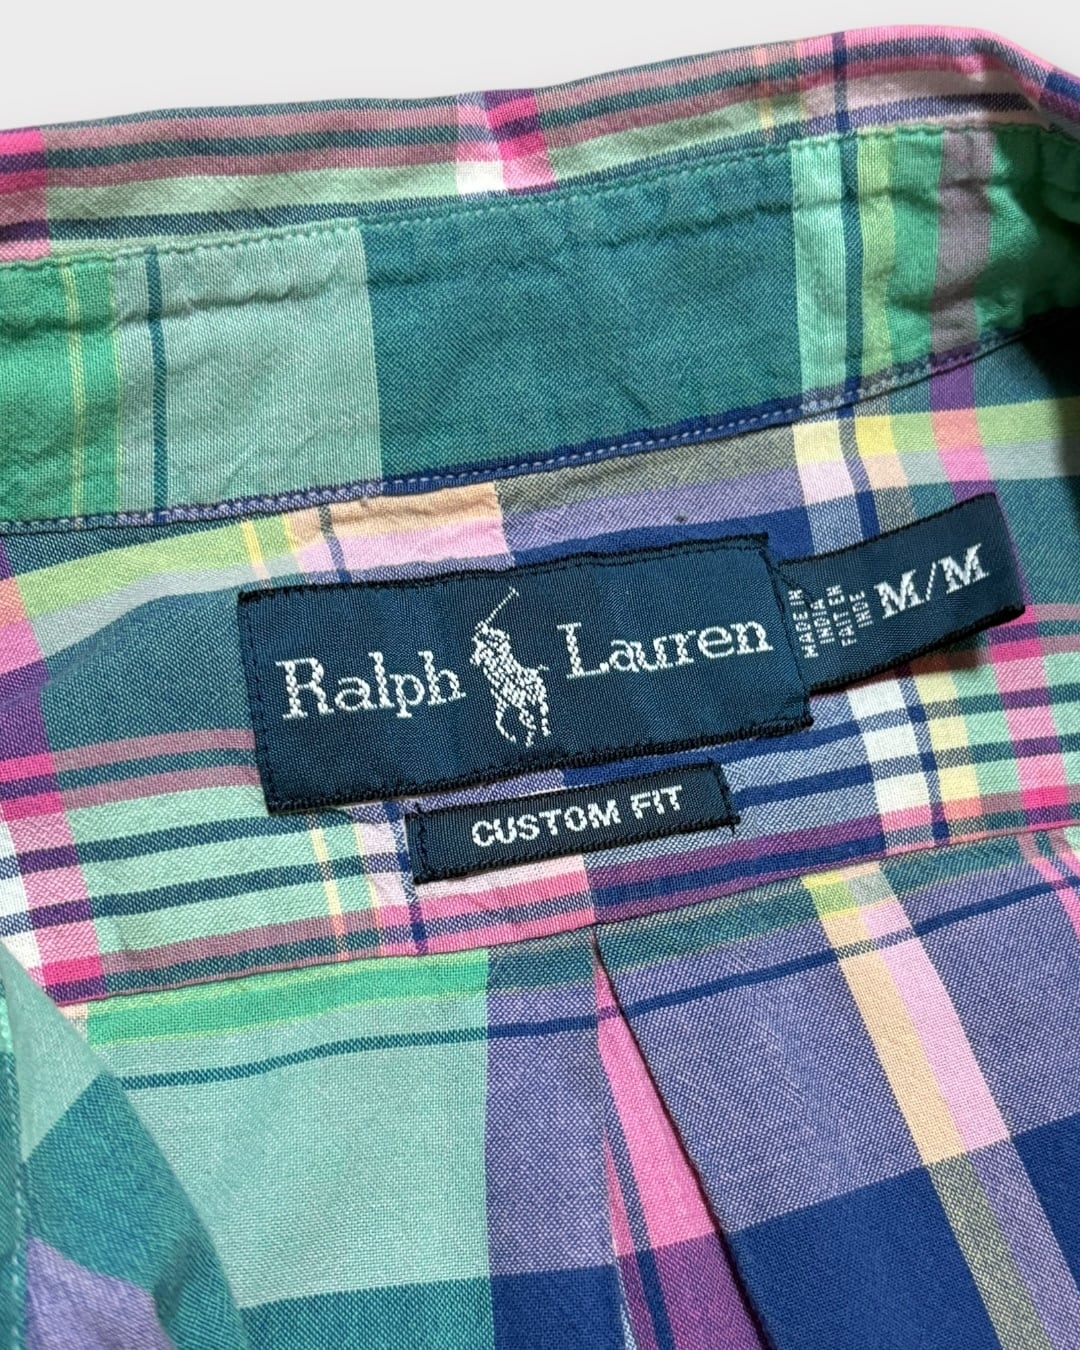 Ralph Lauren
MADE IN
INDIA
FAIT EN
INDE
M/M
CUSTOM FIT